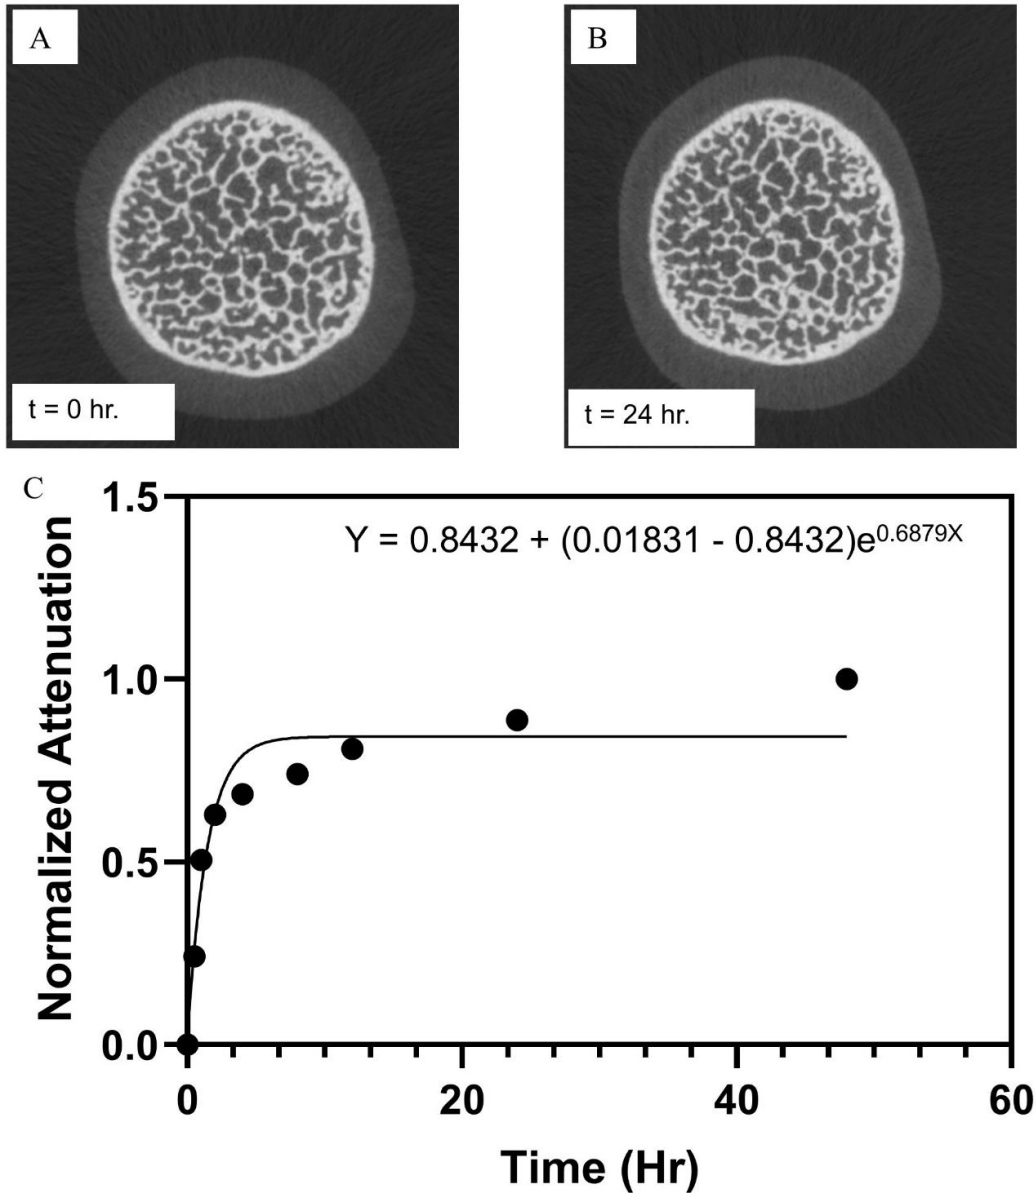 A
B
t = 0 hr.
t = 24 hr.
C
Y = 0.8432 + (0.01831 - 0.8432)e^0.6879X
1.5
1.0
0.5
0.0
Normalized Attenuation
0 20 40 60
Time (Hr)